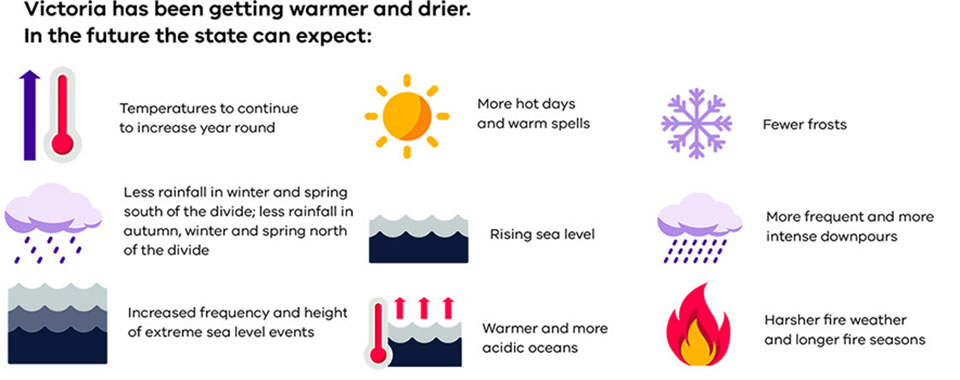 Victoria has been getting warmer and drier.
In the future the state can expect:
Temperatures to continue
to increase year round
More hot days
and warm spells
Fewer frosts
Less rainfall in winter and spring
south of the divide; less rainfall in
autumn, winter and spring north
of the divide
Rising sea level
More frequent and more
intense downpours
Increased frequency and height
of extreme sea level events
Warmer and more
acidic oceans
Harsher fire weather
and longer fire seasons